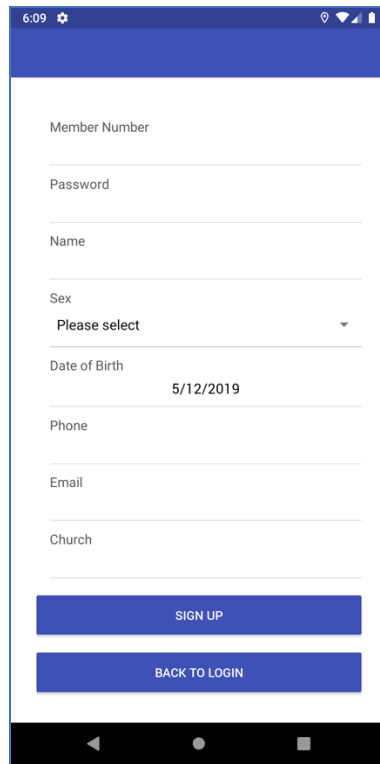 6:09
Member Number
Password
Name
Sex
Please select
Date of Birth
5/12/2019
Phone
Email
Church
SIGN UP
BACK TO LOGIN